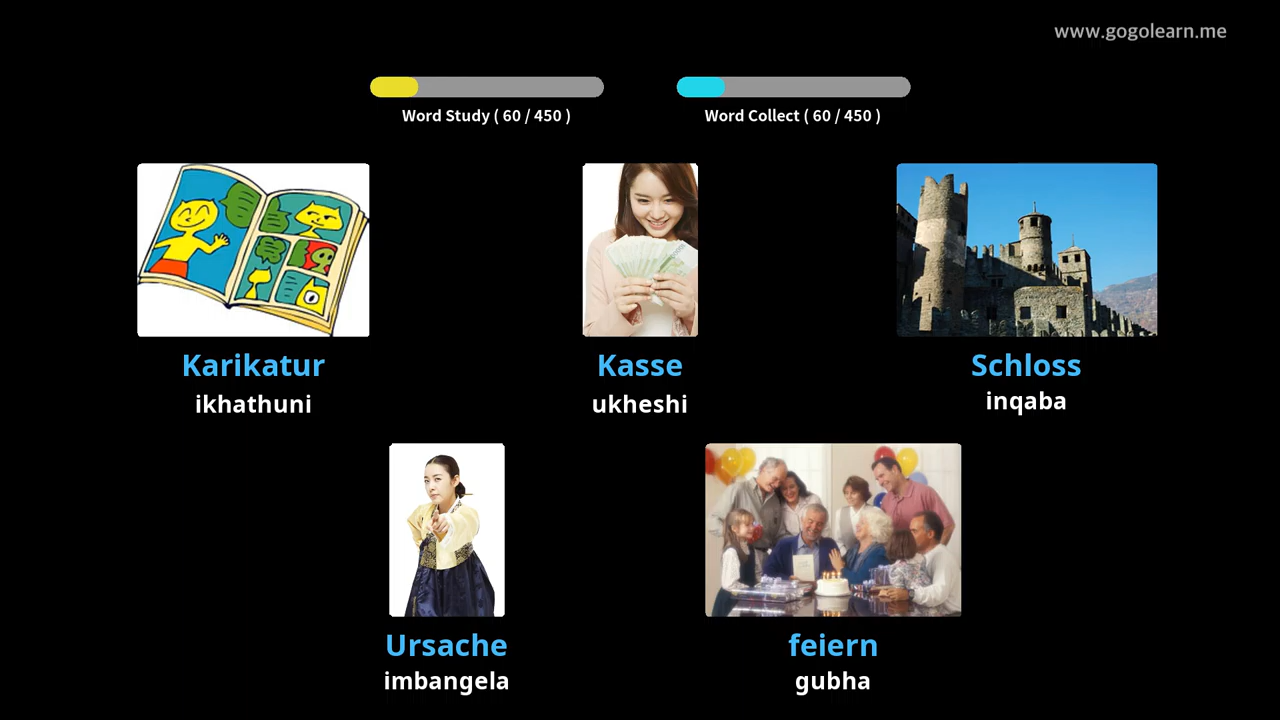 www.gogolearn.me
Word Study ( 60 / 450 )
Word Collect ( 60 / 450 )
Karikatur
ikhathuni
Kasse
ukheshi
Schloss
inqaba
Ursache
imbangela
feiern
gubha